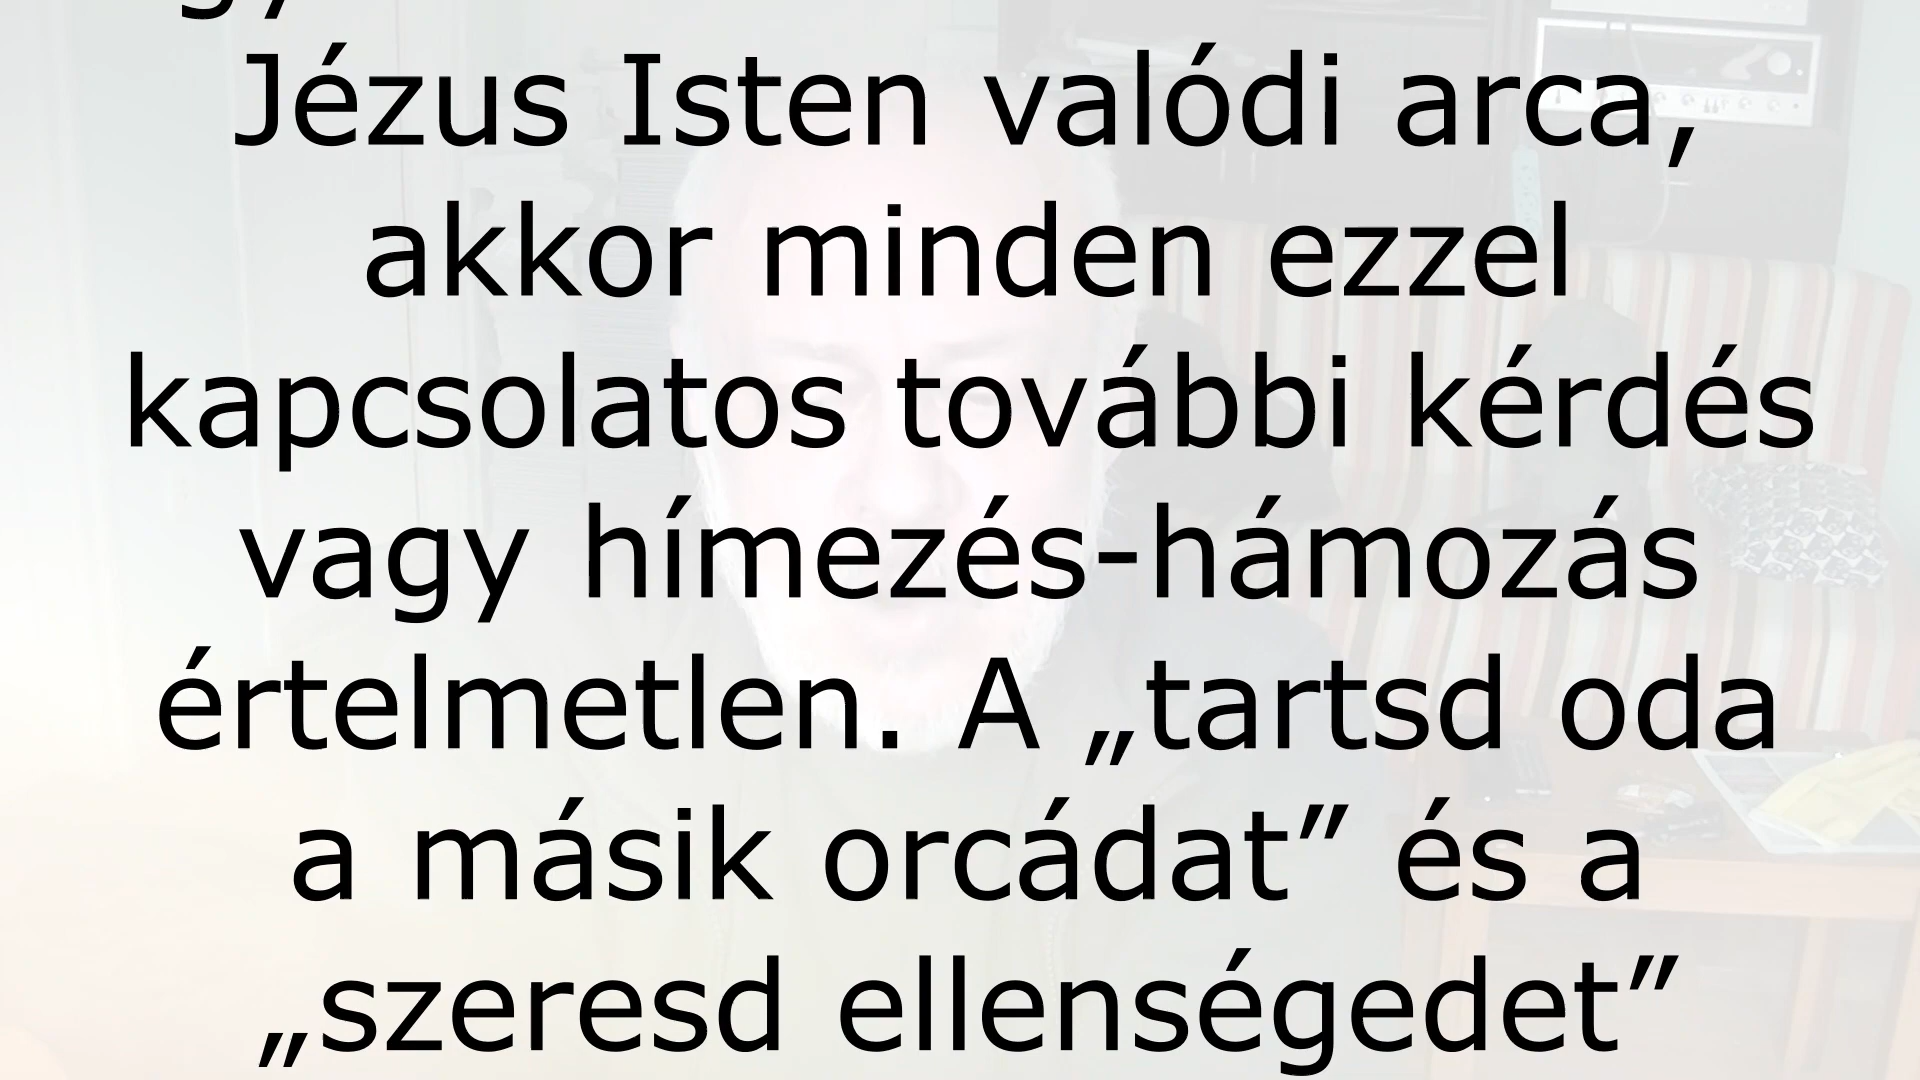 Jézus Isten valódi arca,
akkor minden ezzel
kapcsolatos további kérdés
vagy hímezés-hámozás
értelmetlen. A „tartsd oda
a másik orcádat” és a
„szeresd ellenségedet”